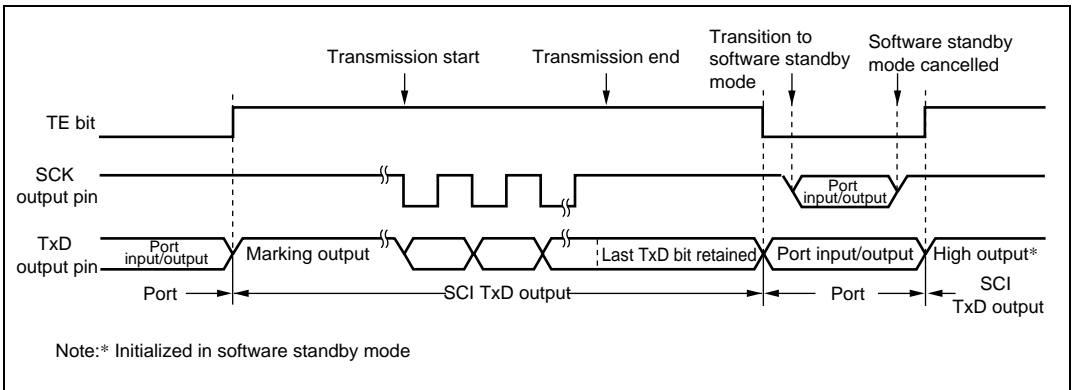 Transmission start
Transmission end
Transition to
software standby
mode
Software standby
mode cancelled
TE bit
SCK
output pin
Port
input/output
TxD
output pin
Port
input/output
Marking output
Last TxD bit retained
Port input/output
High output*
Port
SCI TxD output
Port
SCI
TxD output
Note:* Initialized in software standby mode